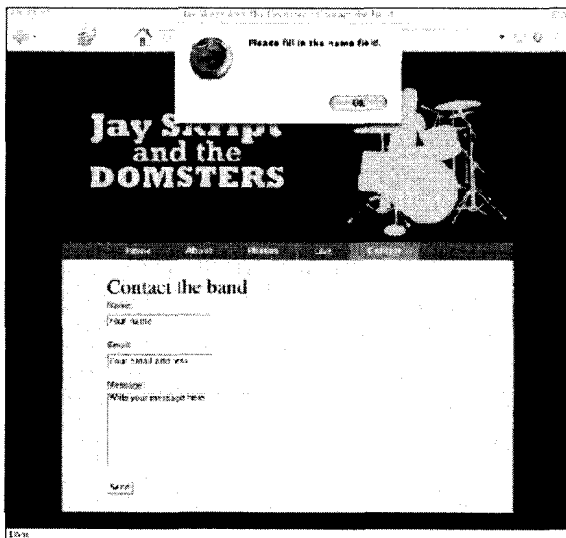 Please fill in the name field.
OK
Jay Skript
and the
DOMSTERS
Home About Photos Live Contact
Contact the band
Name:
Your name
Email:
Your email address
Message:
Write your message here
Send
Done